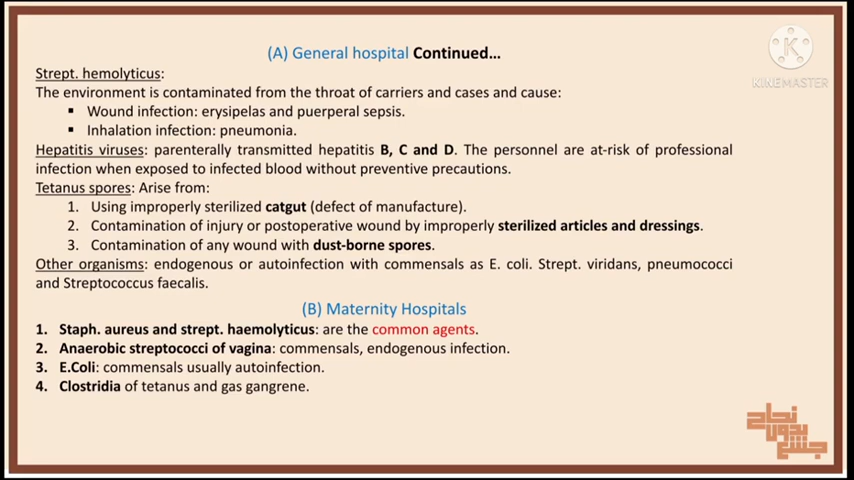 (A) General hospital Continued...
K
KINEMASTER
Strept. hemolyticus:
The environment is contaminated from the throat of carriers and cases and cause:
▪ Wound infection: erysipelas and puerperal sepsis.
▪ Inhalation infection: pneumonia.
Hepatitis viruses: parenterally transmitted hepatitis B, C and D. The personnel are at-risk of professional
infection when exposed to infected blood without preventive precautions.
Tetanus spores: Arise from:
1. Using improperly sterilized catgut (defect of manufacture).
2. Contamination of injury or postoperative wound by improperly sterilized articles and dressings.
3. Contamination of any wound with dust-borne spores.
Other organisms: endogenous or autoinfection with commensals as E. coli. Strept. viridans, pneumococci
and Streptococcus faecalis.
(B) Maternity Hospitals
1. Staph. aureus and strept. haemolyticus: are the common agents.
2. Anaerobic streptococci of vagina: commensals, endogenous infection.
3. E.Coli: commensals usually autoinfection.
4. Clostridia of tetanus and gas gangrene.
نجاح
بدون
جشع